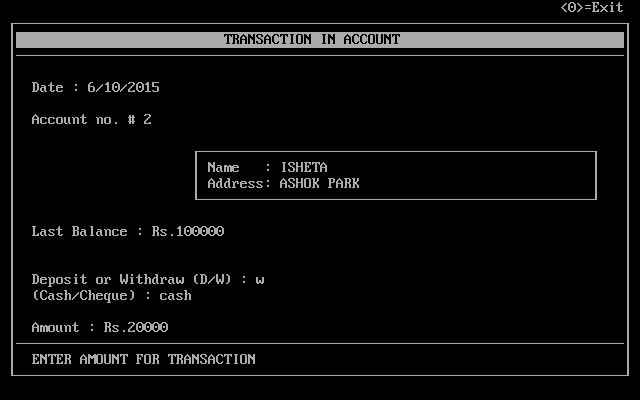 <0>=Exit
TRANSACTION IN ACCOUNT
Date : 6/10/2015
Account no. # 2
Name   : ISHETA
Address: ASHOK PARK
Last Balance : Rs.100000
Deposit or Withdraw (D/W) : w
(Cash/Cheque) : cash
Amount : Rs.20000
ENTER AMOUNT FOR TRANSACTION